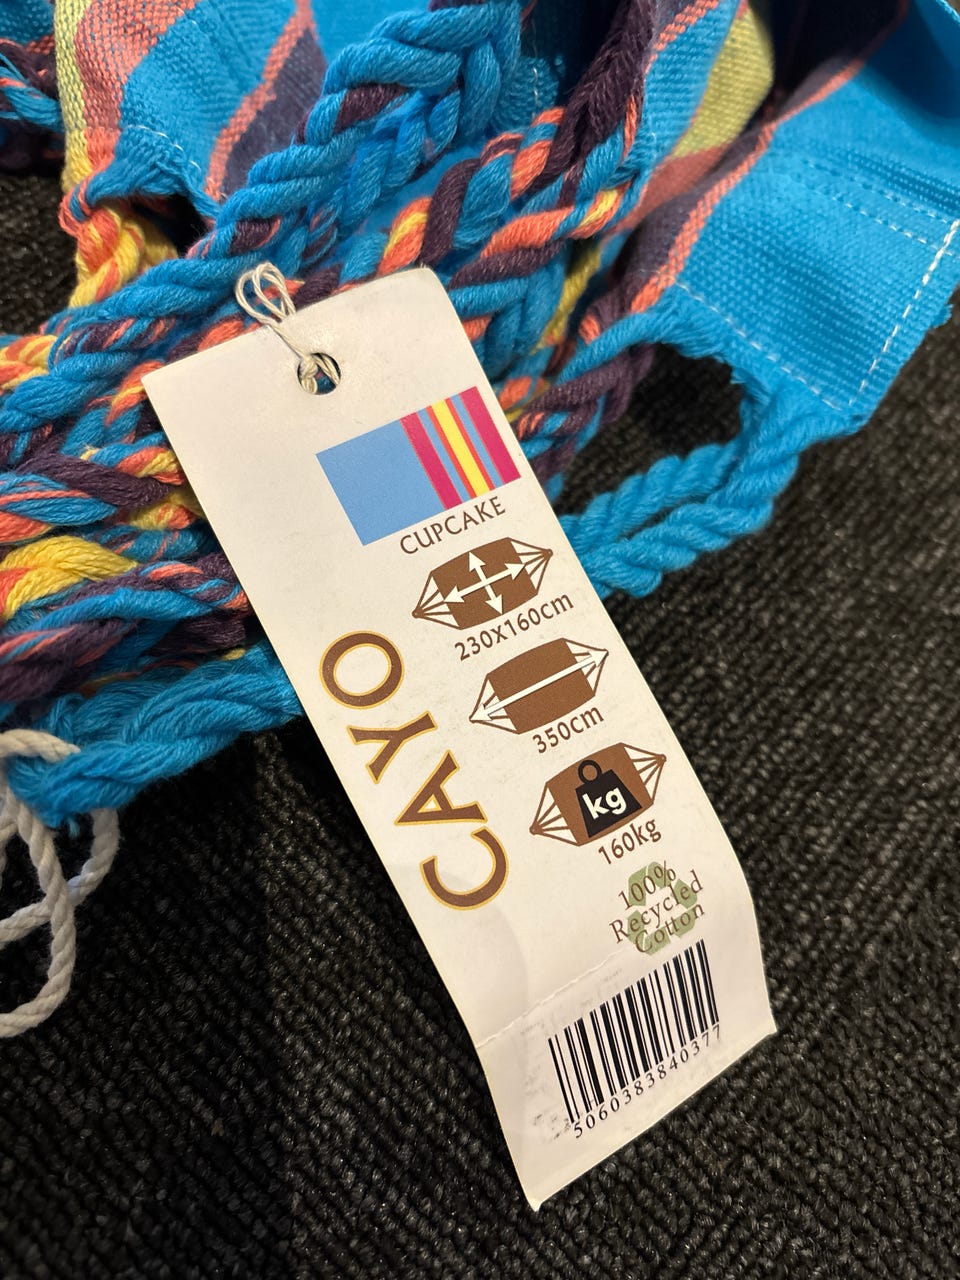 CUPCAKE
230X160cm
350cm
kg
160kg
CAYO
100%
Recycled
Cotton
5060383840377